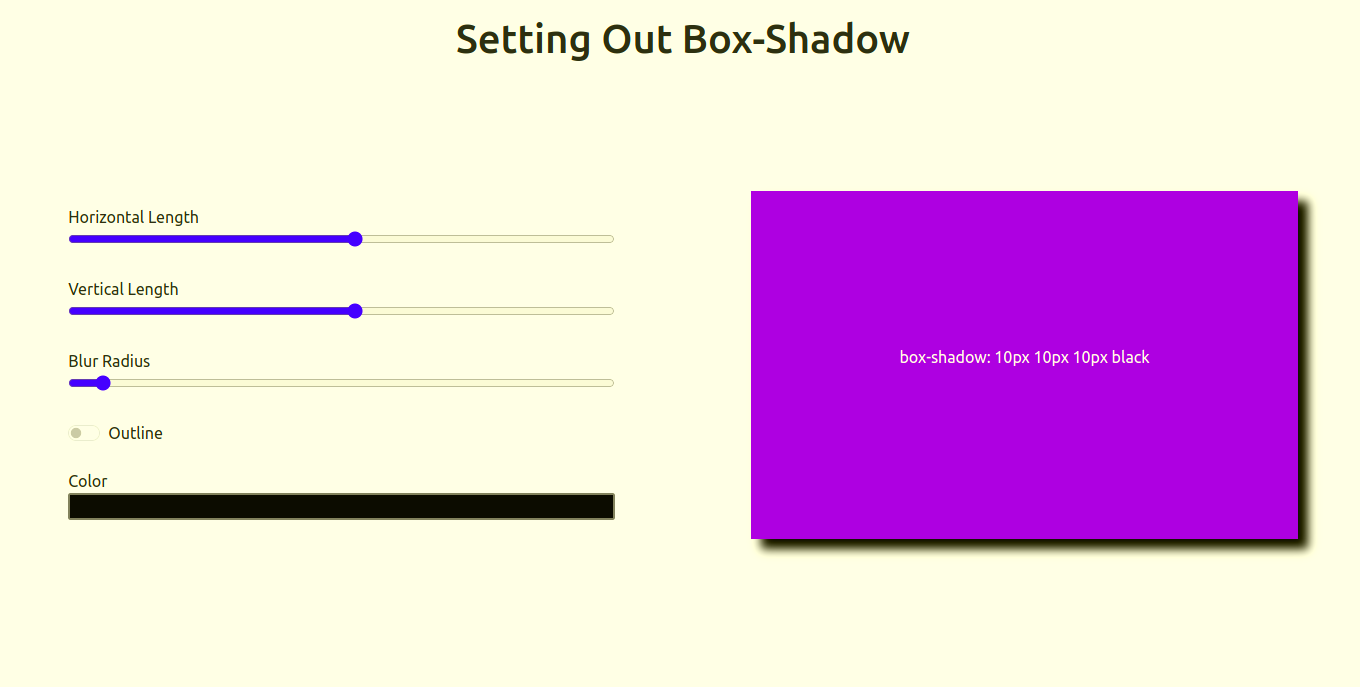 Setting Out Box-Shadow
Horizontal Length
Vertical Length
Blur Radius
Outline
Color
box-shadow: 10px 10px 10px black